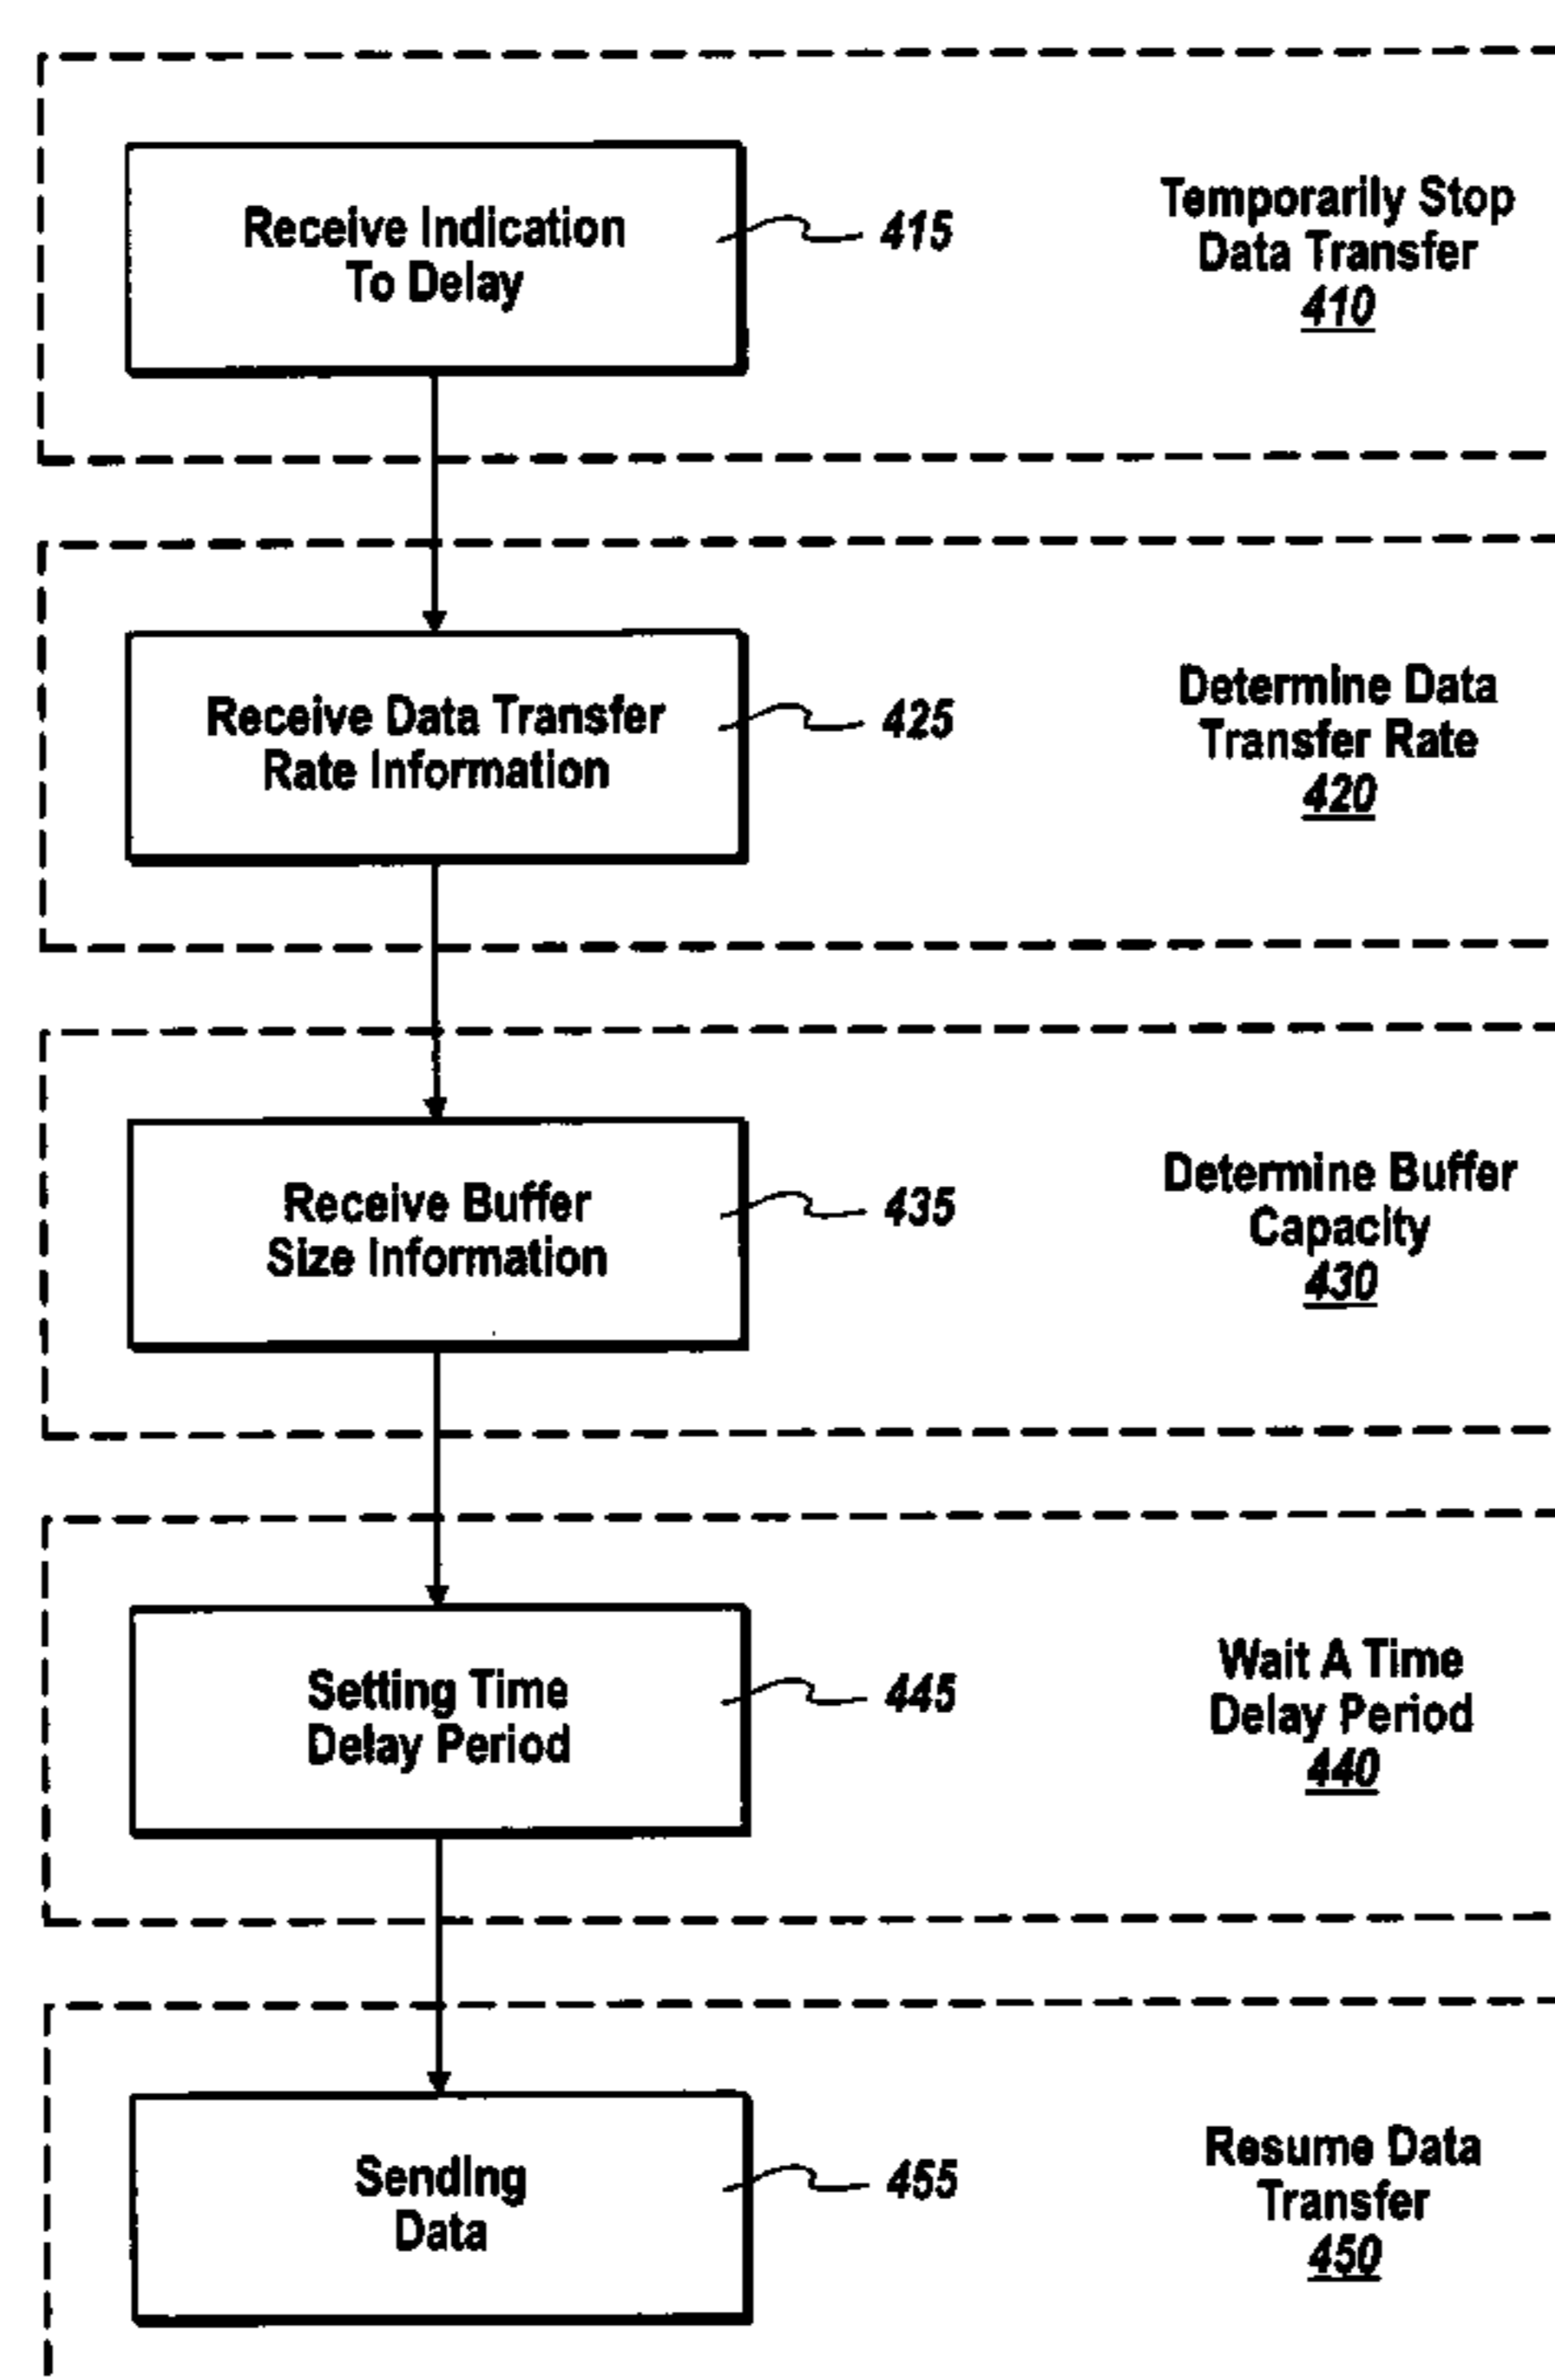 Receive Indication
To Delay
415
Temporarily Stop
Data Transfer
410
Receive Data Transfer
Rate Information
425
Determine Data
Transfer Rate
420
Receive Buffer
Size Information
435
Determine Buffer
Capacity
430
Setting Time
Delay Period
445
Wait A Time
Delay Period
440
Sending
Data
455
Resume Data
Transfer
450